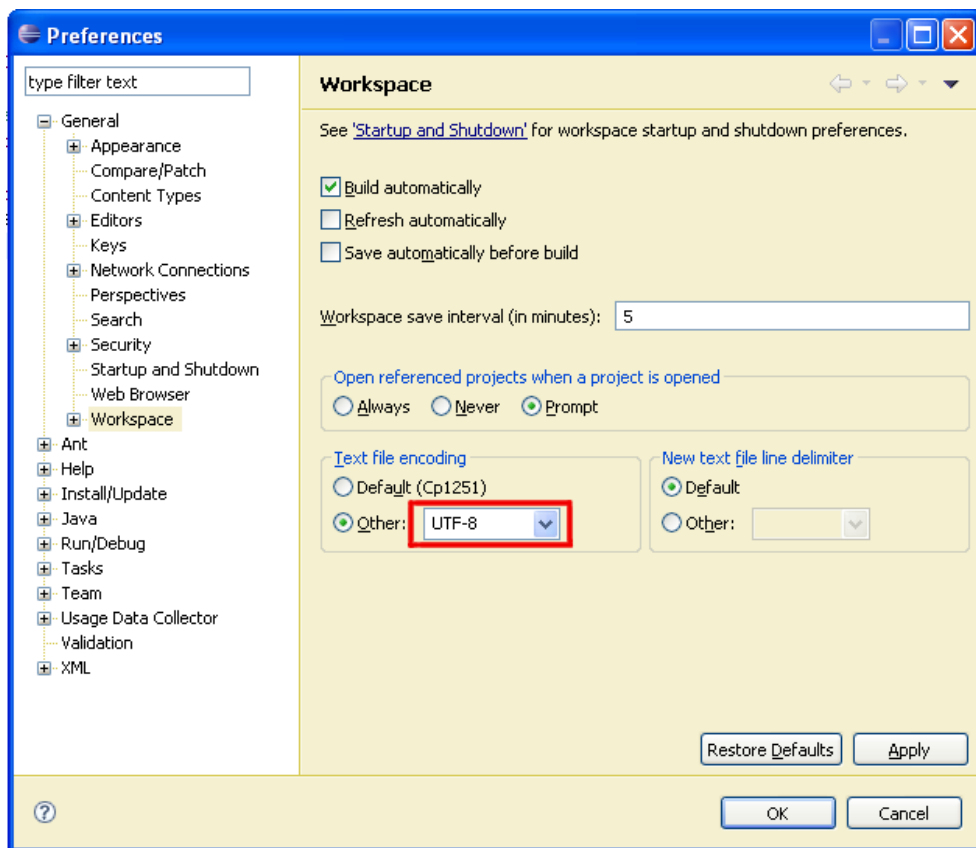 Preferences
type filter text
General
Appearance
Compare/Patch
Content Types
Editors
Keys
Network Connections
Perspectives
Search
Security
Startup and Shutdown
Web Browser
Workspace
Ant
Help
Install/Update
Java
Run/Debug
Tasks
Team
Usage Data Collector
Validation
XML
Workspace
See 'Startup and Shutdown' for workspace startup and shutdown preferences.
Build automatically
Refresh automatically
Save automatically before build
Workspace save interval (in minutes): 5
Open referenced projects when a project is opened
Always Never Prompt
Text file encoding
Default (Cp1251)
Other: UTF-8
New text file line delimiter
Default
Other:
Restore Defaults Apply
OK Cancel